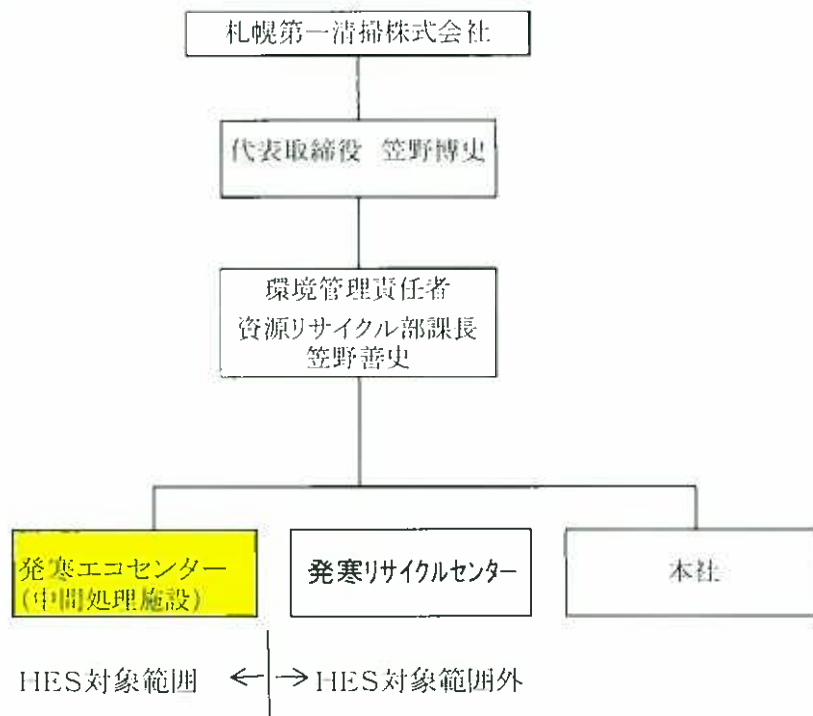 札幌第一清掃株式会社
代表取締役 笠野博史
環境管理責任者
資源リサイクル部課長
笠野善史
発寒エコセンター
(中間処理施設)
発寒リサイクルセンター
本社
HES対象範囲 ←→ HES対象範囲外